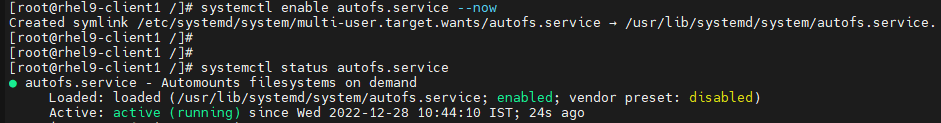 [root@rhel9-client1 /]# systemctl enable autofs.service --now
Created symlink /etc/systemd/system/multi-user.target.wants/autofs.service → /usr/lib/systemd/system/autofs.service.
[root@rhel9-client1 /]#
[root@rhel9-client1 /]#
[root@rhel9-client1 /]# systemctl status autofs.service
● autofs.service - Automounts filesystems on demand
     Loaded: loaded (/usr/lib/systemd/system/autofs.service; enabled; vendor preset: disabled)
     Active: active (running) since Wed 2022-12-28 10:44:10 IST; 24s ago